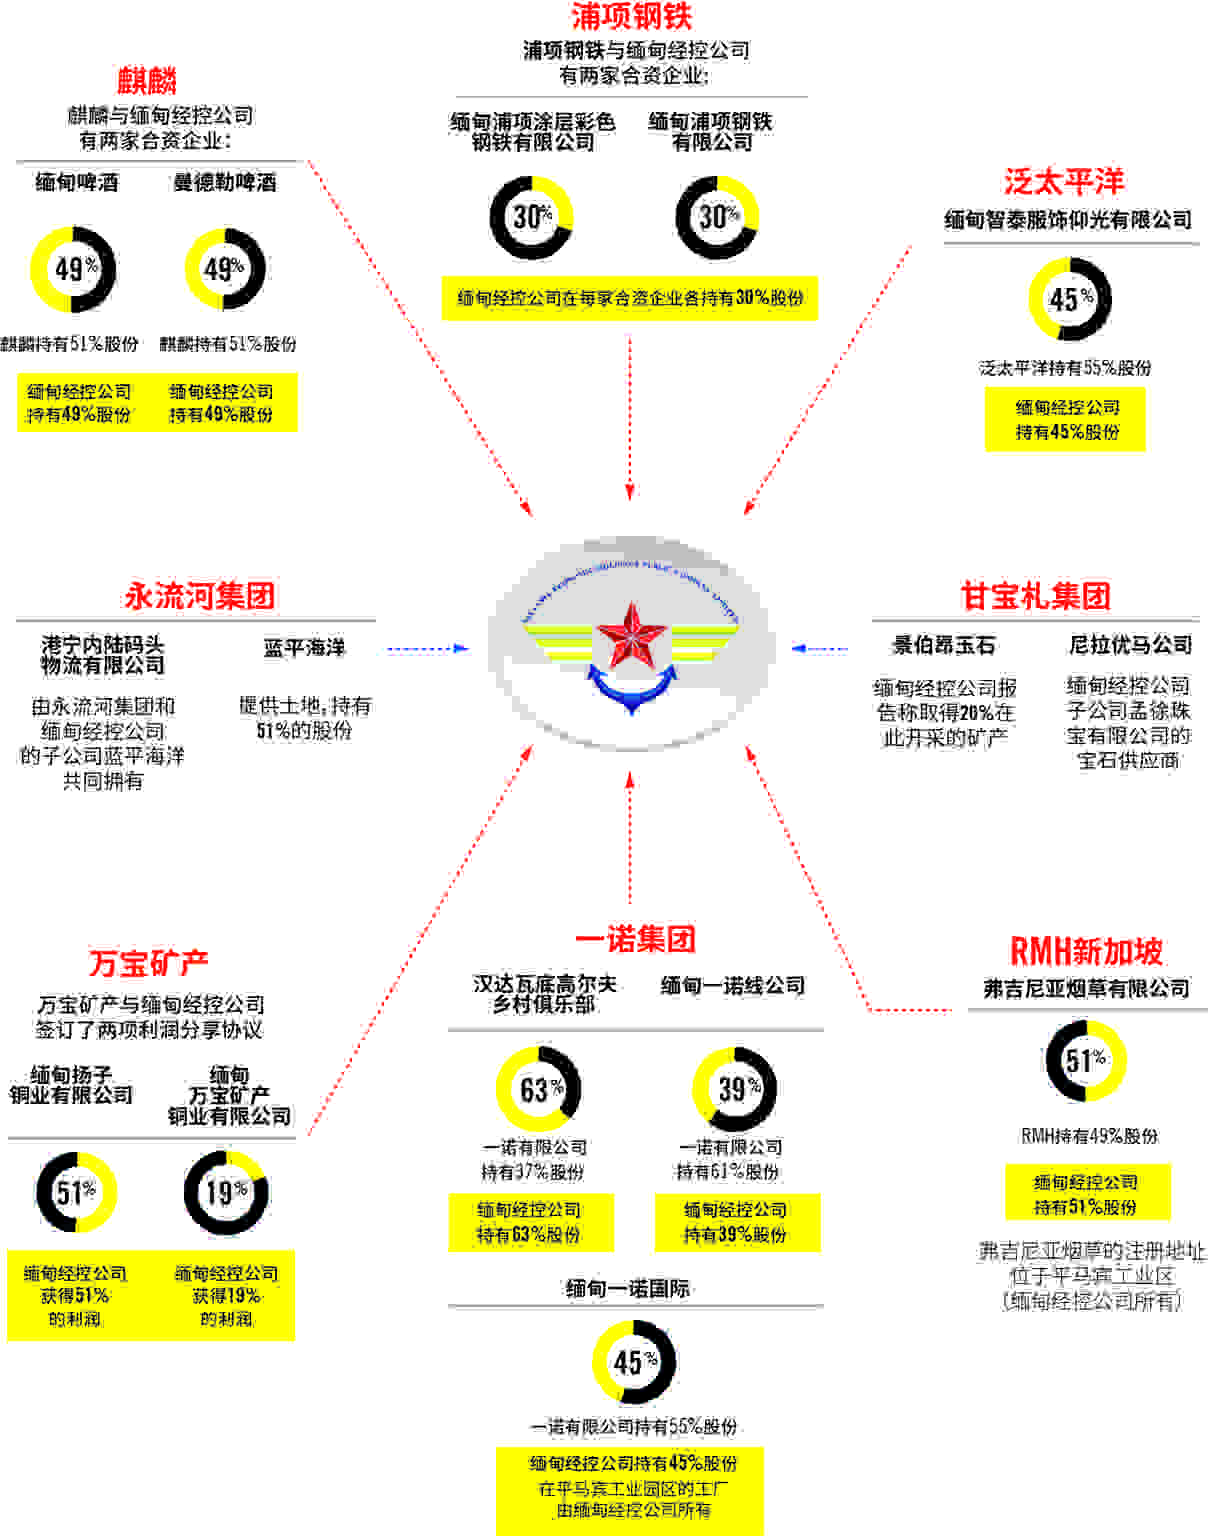 浦项钢铁
浦项钢铁与缅甸经控公司
有两家合资企业:
缅甸浦项涂层彩色
钢铁有限公司
缅甸浦项钢铁
有限公司
30%
30%
缅甸经控公司在每家合资企业各持有30%股份
麒麟
麒麟与缅甸经控公司
有两家合资企业:
缅甸啤酒
曼德勒啤酒
49%
49%
麒麟持有51%股份
麒麟持有51%股份
缅甸经控公司
持有49%股份
缅甸经控公司
持有49%股份
泛太平洋
缅甸智泰服饰仰光有限公司
45%
泛太平洋持有55%股份
缅甸经控公司
持有45%股份
永流河集团
港宁内陆码头
物流有限公司
由永流河集团和
缅甸经控公司
的子公司蓝平海洋
共同拥有
蓝平海洋
提供土地,持有
51%的股份
甘宝札集团
景伯昂玉石
缅甸经控公司报
告称取得20%在
此开采的矿产
尼拉优马公司
缅甸经控公司
子公司孟徐珠
宝有限公司的
宝石供应商
万宝矿产
万宝矿产与缅甸经控公司
签订了两项利润分享协议
缅甸扬子
铜业有限公司
缅甸
万宝矿产
铜业有限公司
51%
19%
缅甸经控公司
获得51%
的利润
缅甸经控公司
获得19%
的利润
一诺集团
汉达瓦底高尔夫
乡村俱乐部
缅甸一诺线公司
63%
39%
一诺有限公司
持有37%股份
一诺有限公司
持有61%股份
缅甸经控公司
持有63%股份
缅甸经控公司
持有39%股份
缅甸一诺国际
45%
一诺有限公司持有55%股份
缅甸经控公司持有45%股份
在平马宾工业园区的工厂
由缅甸经控公司所有
RMH新加坡
弗吉尼亚烟草有限公司
51%
RMH持有49%股份
缅甸经控公司
持有51%股份
弗吉尼亚烟草的注册地址
位于平马宾工业区
(缅甸经控公司所有)